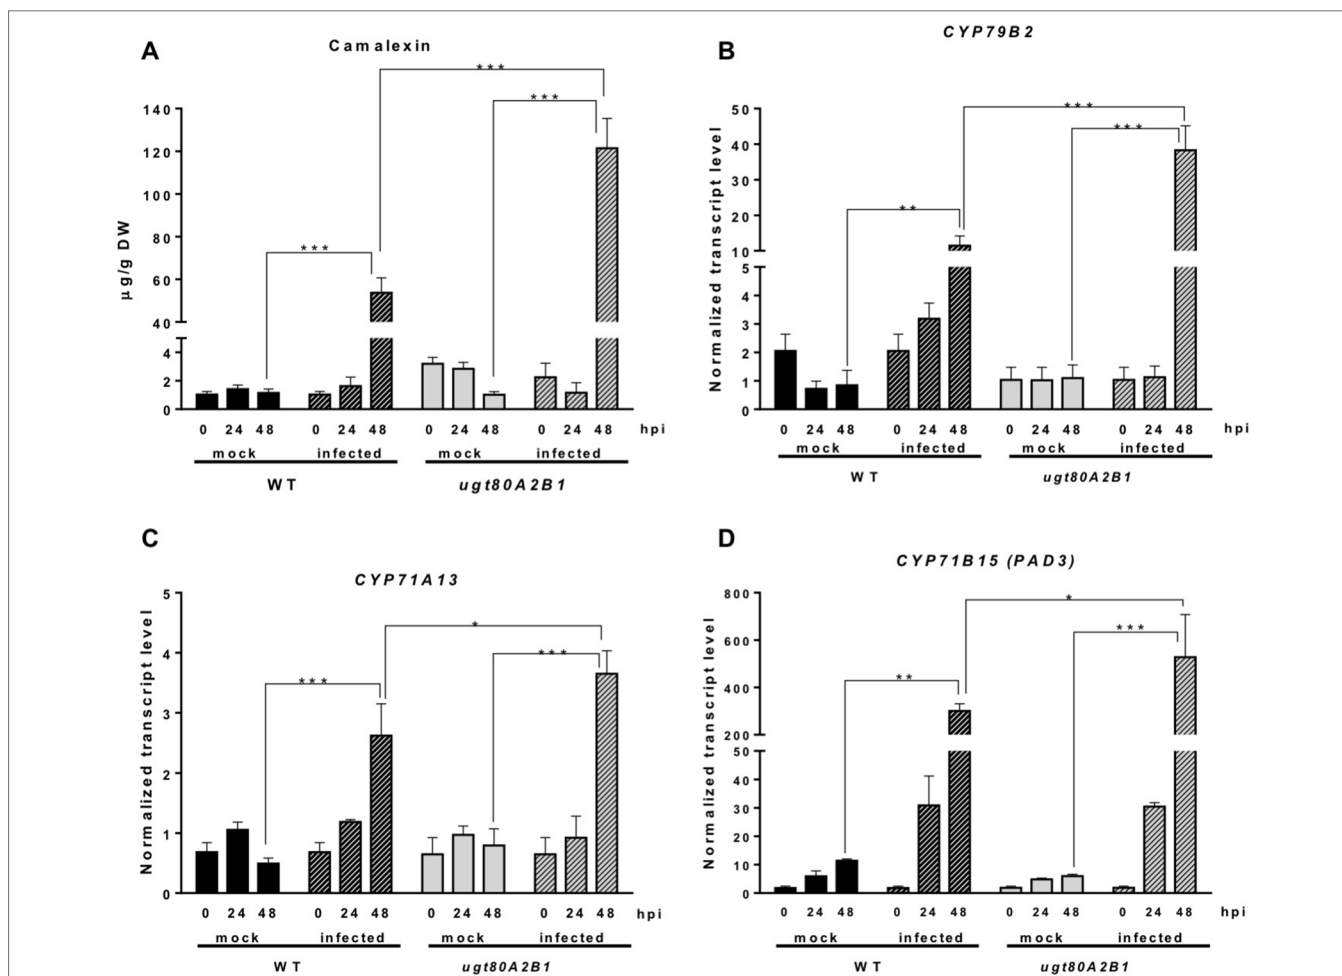 A
Camalexin
***
***
***
140
120
100
80
60
40
4
2
0
µg/g DW
0 24 48 0 24 48 0 24 48 0 24 48 hpi
mock infected mock infected
WT ugt80A2B1
B
CYP79B2
***
***
**
50
40
30
20
10
5
4
3
2
1
0
Normalized transcript level
0 24 48 0 24 48 0 24 48 0 24 48 hpi
mock infected mock infected
WT ugt80A2B1
C
CYP71A13
*
***
***
5
4
3
2
1
0
Normalized transcript level
0 24 48 0 24 48 0 24 48 0 24 48 hpi
mock infected mock infected
WT ugt80A2B1
D
CYP71B15 (PAD3)
*
***
**
800
600
400
200
50
40
30
20
10
0
Normalized transcript level
0 24 48 0 24 48 0 24 48 0 24 48 hpi
mock infected mock infected
WT ugt80A2B1